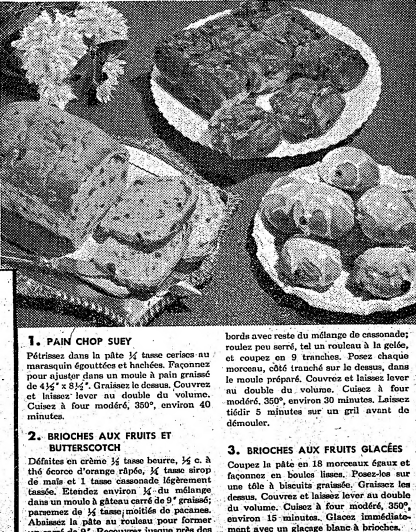 1. PAIN CHOP SUEY
Pétrissez dans la pâte ¼ tasse cerises au
marasquin égouttées et hachées. Façonnez
pour ajuster dans un moule à pain graissé
de 4½" x 8½". Graissez le dessus. Couvrez
et laissez lever au double du volume.
Cuisez à four modéré, 350°, environ 40
minutes.
2. BRIOCHES AUX FRUITS ET
BUTTERSCOTCH
Défaites en crème tasse beurre, ½ c. à
thé écorce d'orange râpée, tasse sirop
de maïs et 1 tasse cassonade légèrement
tassée. Etendez environ du mélange
dans un moule à gâteau carré de 9" graissé;
parsemez de ½ tasse moitiés de pacanes.
Abaissez la pâte au rouleau pour former
un carré de 9". Recouvrez jusque près des
bords avec reste du mélange de cassonade;
roulez peu serré, tel un rouleau à la gelée,
et coupez en 9 tranches. Posez chaque
morceau, côté tranché sur le dessus, dans
le moule préparé. Couvrez et laissez lever
au double du volume. Cuisez à four
modéré, 350°, environ 30 minutes. Laissez
tiédir 5 minutes sur un gril avant de
démouler.
3. BRIOCHES AUX FRUITS GLACÉES
Coupez la pâte en 18 morceaux égaux et
façonnez en boules lisses. Posez-les sur
une tôle à biscuits graissée. Graissez les
dessus. Couvrez et laissez lever au double
du volume. Cuisez à four modéré, 350°,
environ 15 minutes. Glacez immédiate-
ment avec un glaçage blanc à brioches.